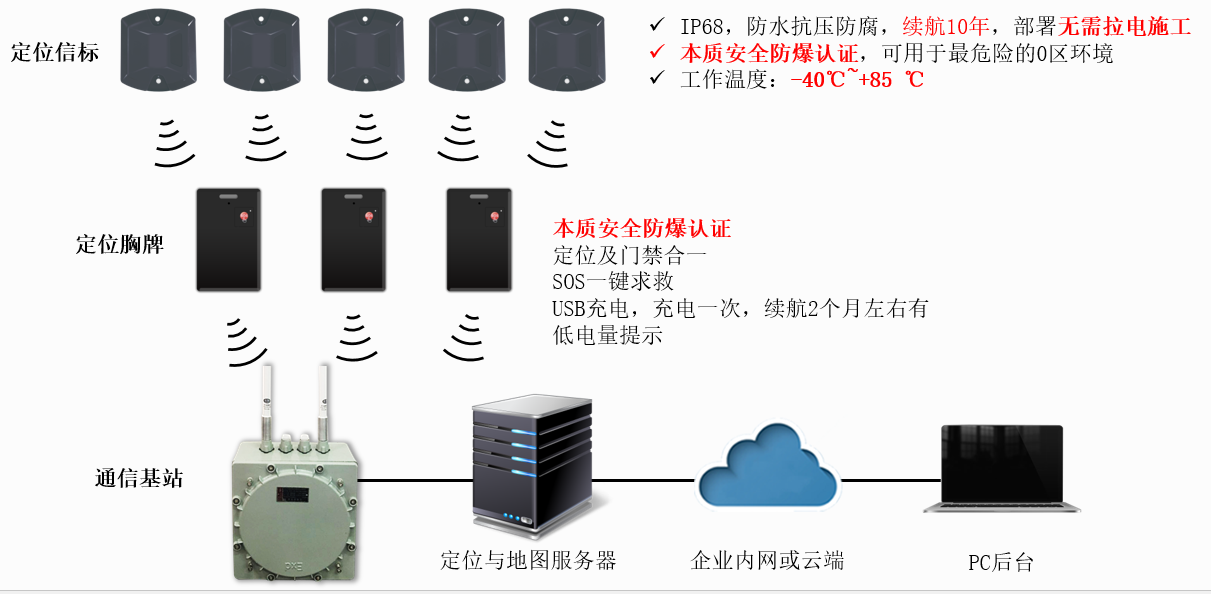 定位信标
IP68，防水抗压防腐，续航10年，部署无需拉电施工
本质安全防爆认证，可用于最危险的0区环境
工作温度：-40℃~+85 ℃
定位胸牌
本质安全防爆认证
定位及门禁合一
SOS一键求救
USB充电，充电一次，续航2个月左右有
低电量提示
通信基站
定位与地图服务器
企业内网或云端
PC后台